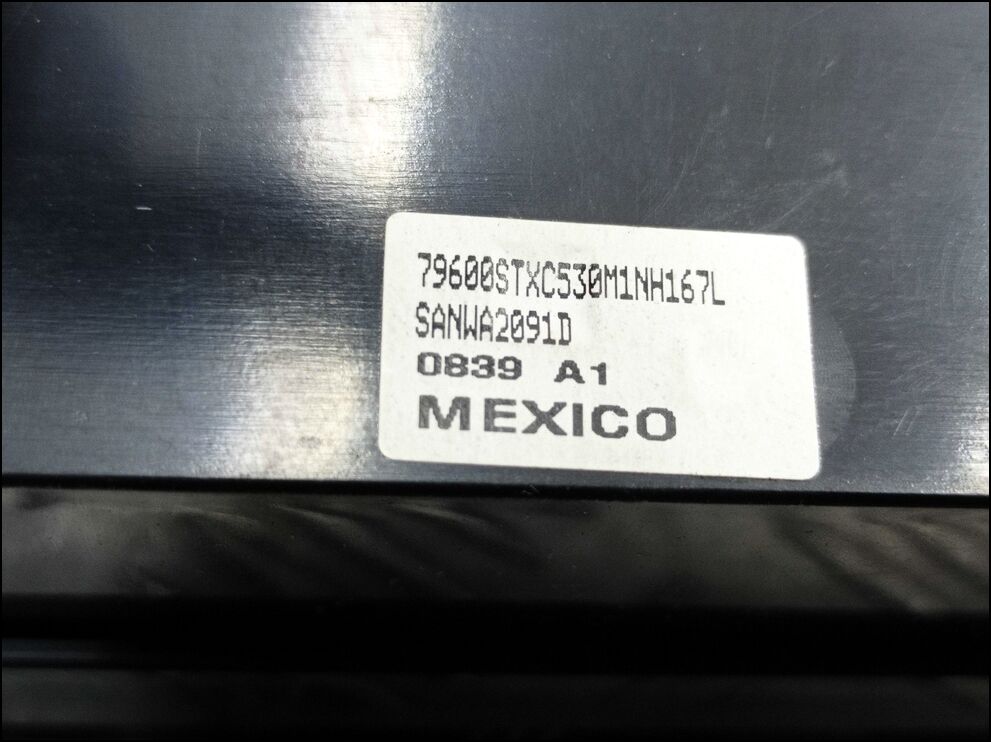 79600STXC530M1NH167L
SANWA2091D
0839 A1
MEXICO